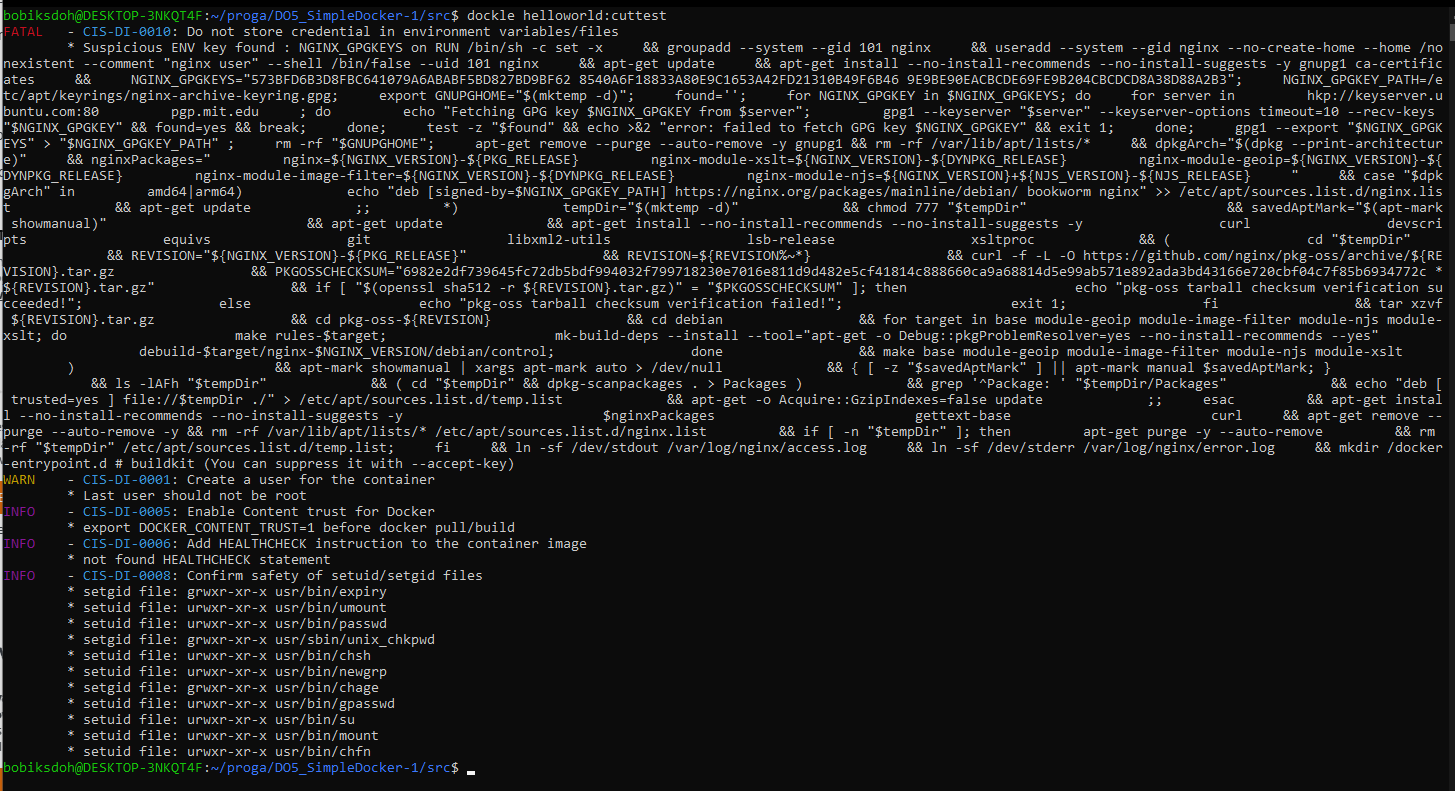 bobiksdoh@DESKTOP-3NKQT4F:~/proga/DO5_SimpleDocker-1/src$ dockle helloworld:cuttest
FATAL   - CIS-DI-0010: Do not store credential in environment variables/files
        * Suspicious ENV key found : NGINX_GPGKEYS on RUN /bin/sh -c set -x     && groupadd --system --gid 101 nginx     && useradd --system --gid nginx --no-create-home --home /no
nexistent --comment "nginx user" --shell /bin/false --uid 101 nginx     && apt-get update     && apt-get install --no-install-recommends --no-install-suggests -y gnupg1 ca-certific
ates     &&     NGINX_GPGKEYS="573BFD6B3D8FBC641079A6ABABF5BD827BD9BF62 8540A6F18833A80E9C1653A42FD21310B49F6B46 9E9BE90EACBCDE69FE9B204CBCDCD8A38D88A2B3";     NGINX_GPGKEY_PATH=/e
tc/apt/keyrings/nginx-archive-keyring.gpg;     export GNUPGHOME="$(mktemp -d)";     found='';     for NGINX_GPGKEY in $NGINX_GPGKEYS; do     for server in         hkp://keyserver.u
buntu.com:80         pgp.mit.edu     ; do         echo "Fetching GPG key $NGINX_GPGKEY from $server";         gpg1 --keyserver "$server" --keyserver-options timeout=10 --recv-keys
"$NGINX_GPGKEY" && found=yes && break;     done;     test -z "$found" && echo >&2 "error: failed to fetch GPG key $NGINX_GPGKEY" && exit 1;     done;     gpg1 --export "$NGINX_GPGK
EYS" > "$NGINX_GPGKEY_PATH" ;     rm -rf "$GNUPGHOME";     apt-get remove --purge --auto-remove -y gnupg1 && rm -rf /var/lib/apt/lists/*     && dpkgArch="$(dpkg --print-architectur
e)"     && nginxPackages="         nginx=${NGINX_VERSION}-${PKG_RELEASE}         nginx-module-xslt=${NGINX_VERSION}-${DYNPKG_RELEASE}         nginx-module-geoip=${NGINX_VERSION}-${
DYNPKG_RELEASE}         nginx-module-image-filter=${NGINX_VERSION}-${DYNPKG_RELEASE}         nginx-module-njs=${NGINX_VERSION}+${NJS_VERSION}-${NJS_RELEASE}     "     && case "$dpk
gArch" in         amd64|arm64)             echo "deb [signed-by=$NGINX_GPGKEY_PATH] https://nginx.org/packages/mainline/debian/ bookworm nginx" >> /etc/apt/sources.list.d/nginx.li
st             && apt-get update             ;;         *)             tempDir="$(mktemp -d)"             && chmod 777 "$tempDir"                         && savedAptMark="$(apt-mark
 showmanual)"                         && apt-get update             && apt-get install --no-install-recommends --no-install-suggests -y                 curl                 devscri
pts                 equivs                 git                 libxml2-utils                 lsb-release                 xsltproc             && (                 cd "$tempDir"
             && REVISION="${NGINX_VERSION}-${PKG_RELEASE}"                 && REVISION=${REVISION%~*}                 && curl -f -L -O https://github.com/nginx/pkg-oss/archive/${RE
VISION}.tar.gz                 && PKGOSSCHECKSUM="6982e2df739645fc72db5bdf994032f799718230e7016e811d9d482e5cf41814c888660ca9a68814d5e99ab571e892ada3bd43166e720cbf04c7f85b6934772c *
${REVISION}.tar.gz"                 && if [ "$(openssl sha512 -r ${REVISION}.tar.gz)" = "$PKGOSSCHECKSUM" ]; then                     echo "pkg-oss tarball checksum verification su
cceeded!";                 else                     echo "pkg-oss tarball checksum verification failed!";                     exit 1;                 fi                 && tar xzvf
 ${REVISION}.tar.gz                 && cd pkg-oss-${REVISION}                 && cd debian                 && for target in base module-geoip module-image-filter module-njs module-
xslt; do                     make rules-$target;                     mk-build-deps --install --tool="apt-get -o Debug::pkgProblemResolver=yes --no-install-recommends --yes"
                 debuild-$target/nginx-$NGINX_VERSION/debian/control;                 done                 && make base module-geoip module-image-filter module-njs module-xslt
        )             && apt-mark showmanual | xargs apt-mark auto > /dev/null             && { [ -z "$savedAptMark" ] || apt-mark manual $savedAptMark; }
           && ls -lAFh "$tempDir"             && ( cd "$tempDir" && dpkg-scanpackages . > Packages )             && grep '^Package: ' "$tempDir/Packages"             && echo "deb [
 trusted=yes ] file://$tempDir ./" > /etc/apt/sources.list.d/temp.list             && apt-get -o Acquire::GzipIndexes=false update             ;;     esac         && apt-get instal
l --no-install-recommends --no-install-suggests -y                         $nginxPackages                         gettext-base                         curl     && apt-get remove --
purge --auto-remove -y && rm -rf /var/lib/apt/lists/* /etc/apt/sources.list.d/nginx.list         && if [ -n "$tempDir" ]; then         apt-get purge -y --auto-remove         && rm
-rf "$tempDir" /etc/apt/sources.list.d/temp.list;     fi     && ln -sf /dev/stdout /var/log/nginx/access.log     && ln -sf /dev/stderr /var/log/nginx/error.log     && mkdir /docker
-entrypoint.d # buildkit (You can suppress it with --accept-key)
WARN    - CIS-DI-0001: Create a user for the container
        * Last user should not be root
INFO    - CIS-DI-0005: Enable Content trust for Docker
        * export DOCKER_CONTENT_TRUST=1 before docker pull/build
INFO    - CIS-DI-0006: Add HEALTHCHECK instruction to the container image
        * not found HEALTHCHECK statement
INFO    - CIS-DI-0008: Confirm safety of setuid/setgid files
        * setgid file: grwxr-xr-x usr/bin/expiry
        * setuid file: urwxr-xr-x usr/bin/umount
        * setuid file: urwxr-xr-x usr/bin/passwd
        * setgid file: grwxr-xr-x usr/sbin/unix_chkpwd
        * setuid file: urwxr-xr-x usr/bin/chsh
        * setuid file: urwxr-xr-x usr/bin/newgrp
        * setgid file: grwxr-xr-x usr/bin/chage
        * setuid file: urwxr-xr-x usr/bin/gpasswd
        * setuid file: urwxr-xr-x usr/bin/su
        * setuid file: urwxr-xr-x usr/bin/mount
        * setuid file: urwxr-xr-x usr/bin/chfn
bobiksdoh@DESKTOP-3NKQT4F:~/proga/DO5_SimpleDocker-1/src$